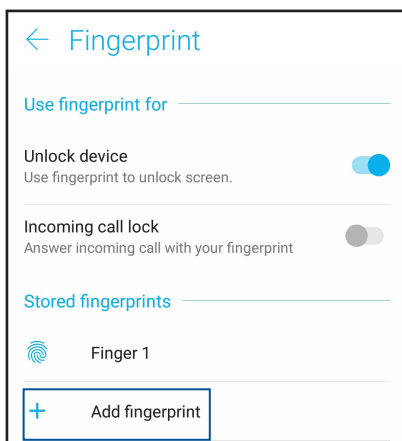 Fingerprint
Use fingerprint for
Unlock device
Use fingerprint to unlock screen.
Incoming call lock
Answer incoming call with your fingerprint
Stored fingerprints
Finger 1
Add fingerprint